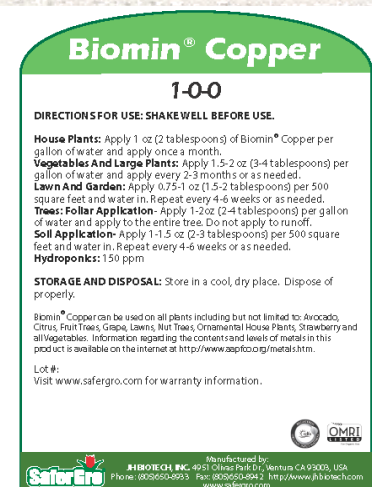 Biomin® Copper
1-0-0
DIRECTIONS FOR USE: SHAKE WELL BEFORE USE.
House Plants: Apply 1 oz (2 tablespoons) of Biomin® Copper per
gallon of water and apply once a month.
Vegetables And Large Plants: Apply 1.5-2 oz (3-4 tablespoons) per
gallon of water and apply every 2-3 months or as needed.
Lawn And Garden: Apply 0.75-1 oz (1.5-2 tablespoons) per 500
square feet and water in. Repeat every 4-6 weeks or as needed.
Trees: Foliar Application- Apply 1-2oz (2-4 tablespoons) per gallon
of water and apply to the entire tree. Do not apply to runoff.
Soil Application- Apply 1-1.5 oz (2-3 tablespoons) per 500 square
feet and water in. Repeat every 4-6 weeks or as needed.
Hydroponics: 150 ppm
STORAGE AND DISPOSAL: Store in a cool, dry place. Dispose of
properly.
Biomin® Copper can be used on all plants including but not limited to: Avocado,
Citrus, Fruit Trees, Grape, Lawns, Nut Trees, Ornamental House Plants, Strawberry and
all Vegetables. Information regarding the contents and levels of metals in this
product is available on the internet at http://www.aapfco.org/metals.htm.
Lot #:
Visit www.safergro.com for warranty information.
OMRI
LISTED
SaferGro
Manufactured by:
JH BIOTECH, INC. 4951 Olivas Park Dr., Ventura CA 93003, USA
Phone: (805)650-8933 Fax: (805)650-8942 http://www.jhbiotech.com
www.safergro.com